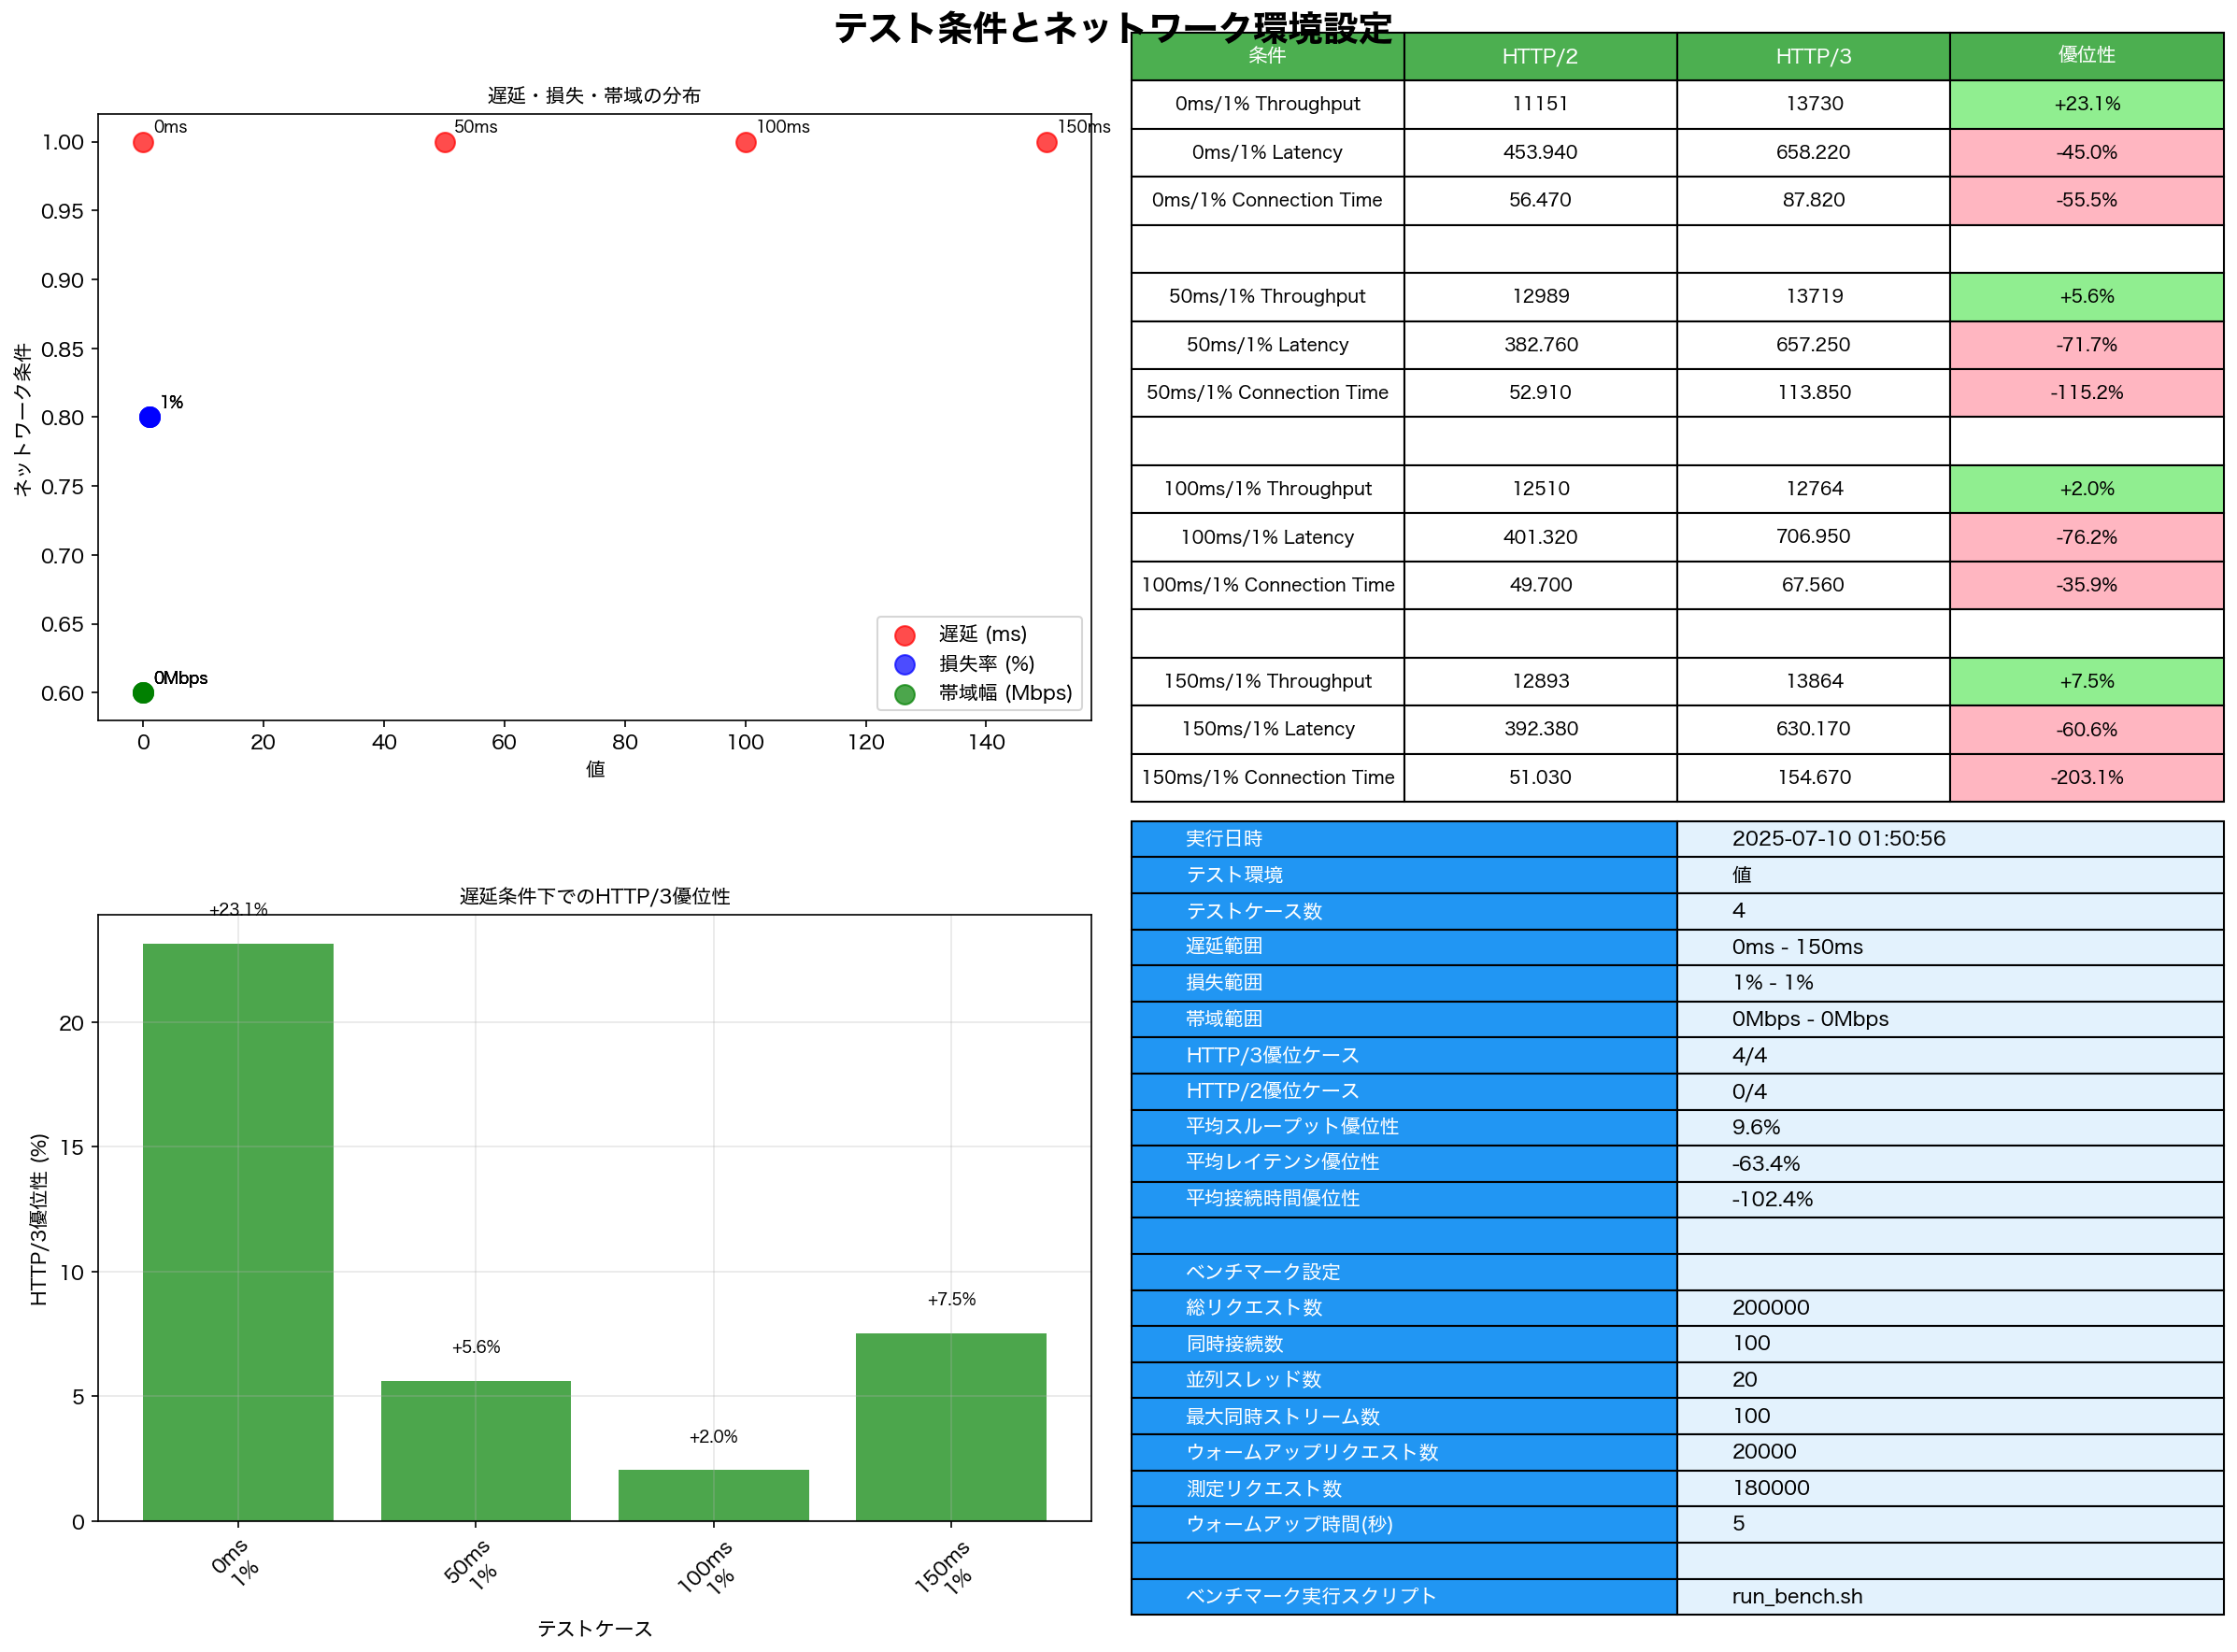 テスト条件とネットワーク環境設定
遅延・損失・帯域の分布
ネットワーク条件
1.00
0.95
0.90
0.85
0.80
0.75
0.70
0.65
0.60
0ms
50ms
100ms
150ms
1%
0Mbps
遅延 (ms)
損失率 (%)
帯域幅 (Mbps)
0 20 40 60 80 100 120 140
値
条件 HTTP/2 HTTP/3 優位性
0ms/1% Throughput 11151 13730 +23.1%
0ms/1% Latency 453.940 658.220 -45.0%
0ms/1% Connection Time 56.470 87.820 -55.5%
50ms/1% Throughput 12989 13719 +5.6%
50ms/1% Latency 382.760 657.250 -71.7%
50ms/1% Connection Time 52.910 113.850 -115.2%
100ms/1% Throughput 12510 12764 +2.0%
100ms/1% Latency 401.320 706.950 -76.2%
100ms/1% Connection Time 49.700 67.560 -35.9%
150ms/1% Throughput 12893 13864 +7.5%
150ms/1% Latency 392.380 630.170 -60.6%
150ms/1% Connection Time 51.030 154.670 -203.1%
遅延条件下でのHTTP/3優位性
HTTP/3優位性 (%)
20
15
10
5
0
+23.1%
+5.6%
+2.0%
+7.5%
0ms
1%
50ms
1%
100ms
1%
150ms
1%
テストケース
実行日時 2025-07-10 01:50:56
テスト環境 値
テストケース数 4
遅延範囲 0ms - 150ms
損失範囲 1% - 1%
帯域範囲 0Mbps - 0Mbps
HTTP/3優位ケース 4/4
HTTP/2優位ケース 0/4
平均スループット優位性 9.6%
平均レイテンシ優位性 -63.4%
平均接続時間優位性 -102.4%
ベンチマーク設定
総リクエスト数 200000
同時接続数 100
並列スレッド数 20
最大同時ストリーム数 100
ウォームアップリクエスト数 20000
測定リクエスト数 180000
ウォームアップ時間(秒) 5
ベンチマーク実行スクリプト run_bench.sh